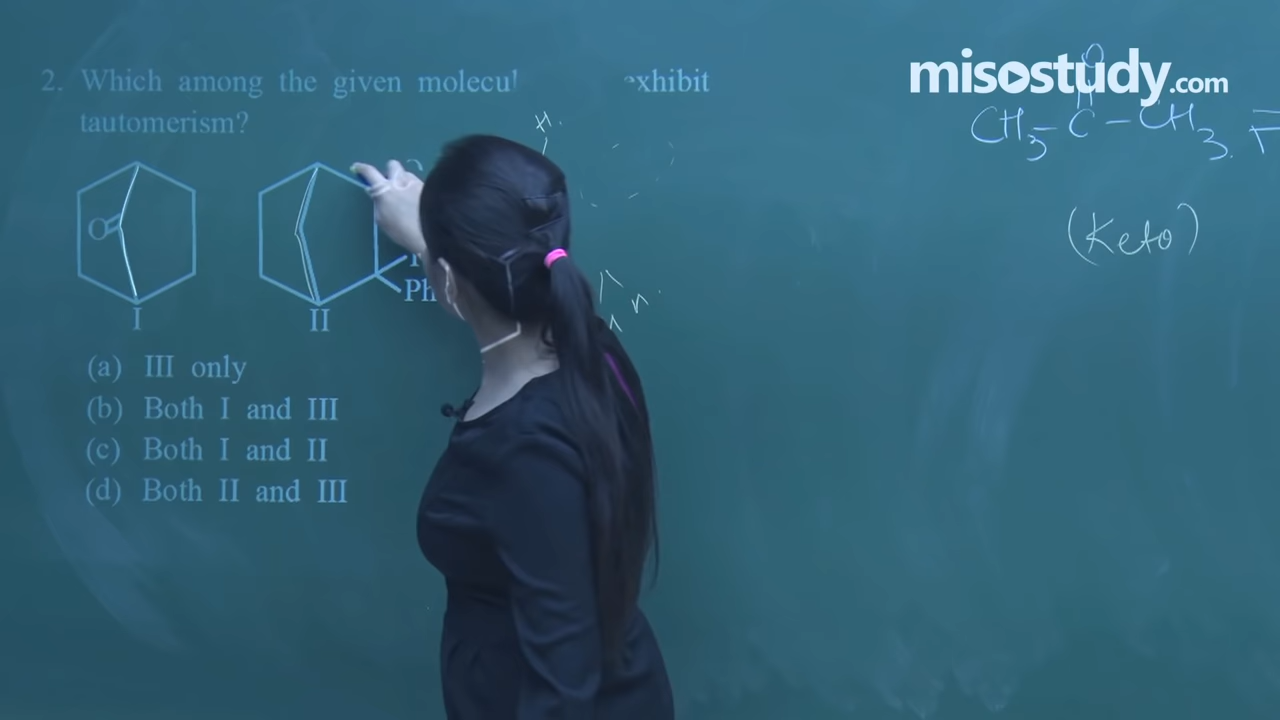 misostudy.com
2. Which among the given exhibit
tautomerism?
O
CH3-C-CH3
(Keto)
O
H
Ph
I
II
(a) III only
(b) Both I and III
(c) Both I and II
(d) Both II and III